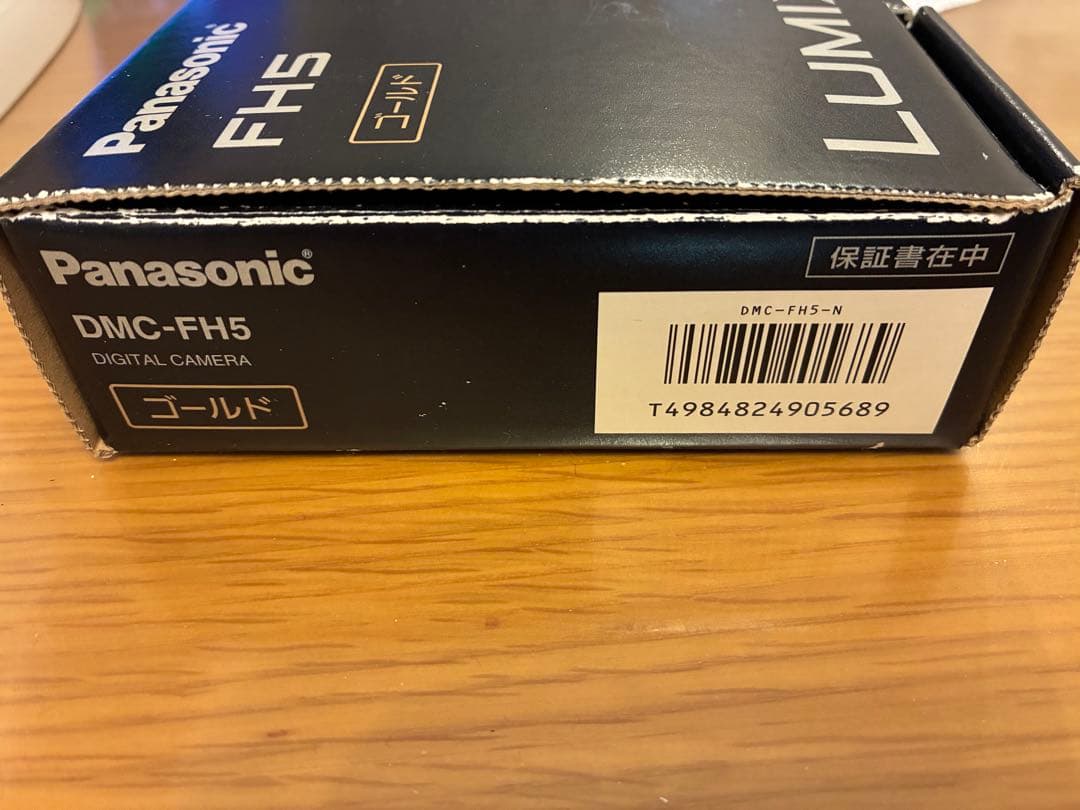 Panasonic
FH5
ゴールド
LUMIX
Panasonic®
DMC-FH5
DIGITAL CAMERA
ゴールド
保証書在中
DMC-FH5-N
T4984824905689